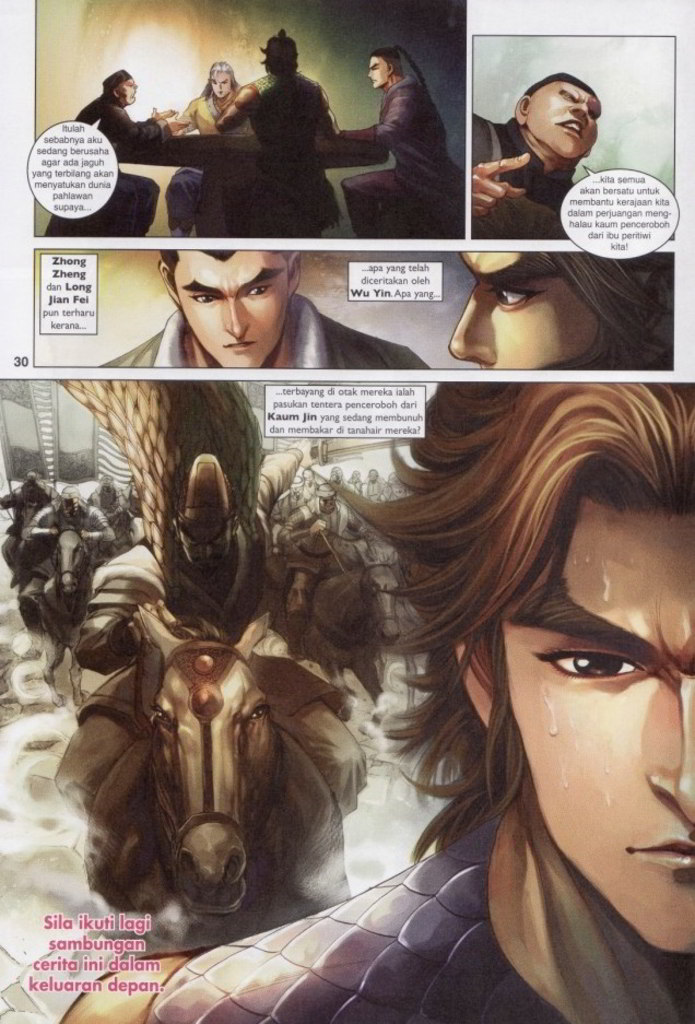 Itulah
sebabnya aku
sedang berusaha
agar ada jaguh
yang terbilang akan
menyatukan dunia
pahlawan
supaya...
...kita semua
akan bersatu untuk
membantu kerajaan kita
dalam perjuangan meng-
halau Kaum penceroboh
dari ibu peritiwi
kita!
Zhong
Zheng
dan Long
Jian Fei
pun terharu
kerana...
...apa yang telah
diceritakan oleh
Wu Yin. Apa yang...
30
...terbayang di otak mereka ialah
pasukan tentera penceroboh dari
Kaum Jin yang sedang membunuh
dan membakar di tanahair mereka?
Sila ikuti lagi
sambungan
cerita ini dalam
keluaran depan.